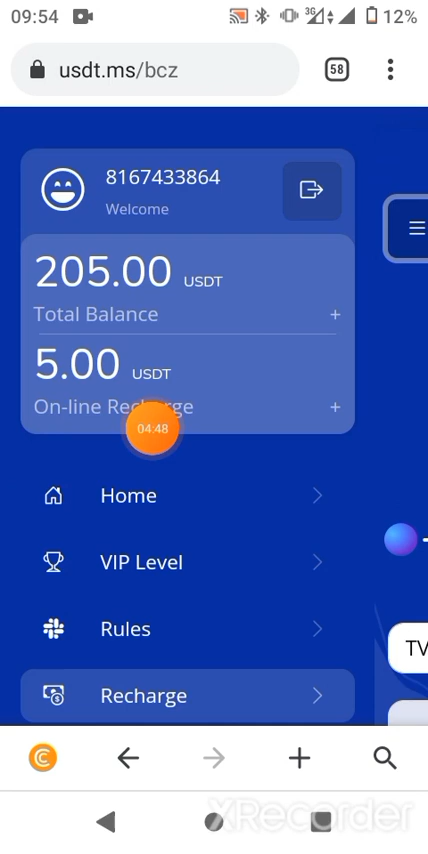 09:54 3G 12%
usdt.ms/bcz 58
8167433864
Welcome
205.00 USDT
Total Balance +
5.00 USDT
On-line Recharge +
04:48
Home
VIP Level
Rules
TV
Recharge
XRecorder